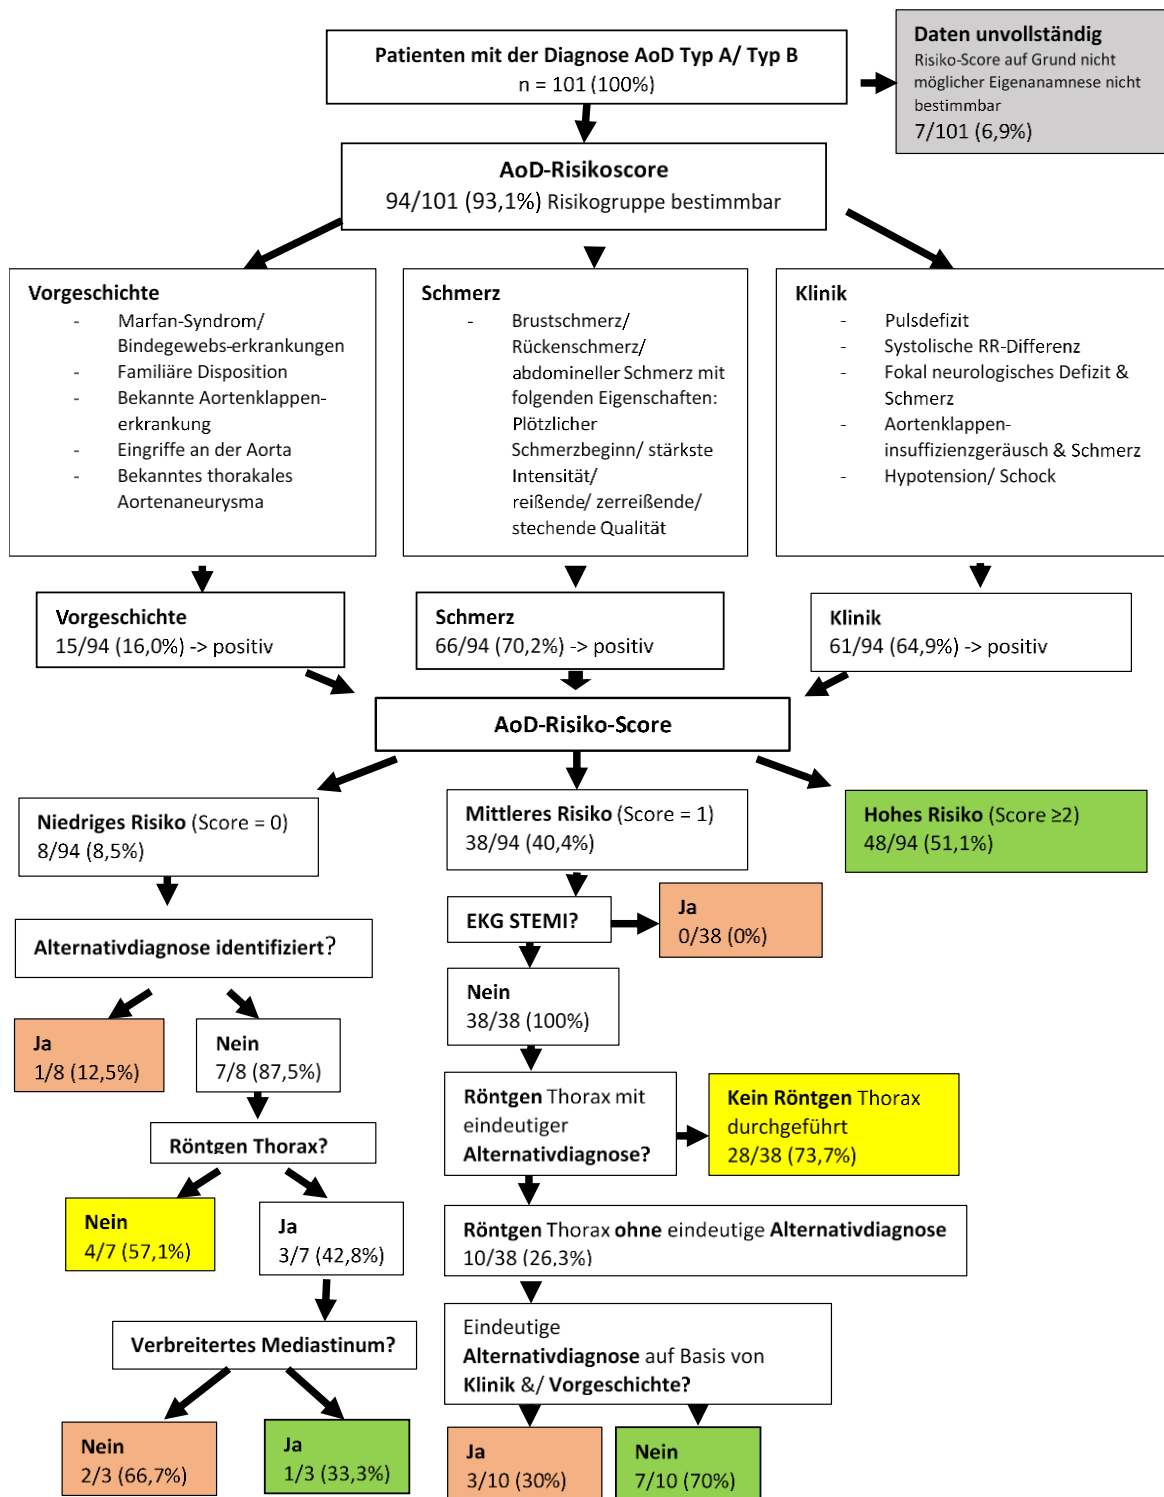 Patienten mit der Diagnose AoD Typ A/ Typ B
n = 101 (100%)
Daten unvollständig
Risiko-Score auf Grund nicht
möglicher Eigenanamnese nicht
bestimmbar
7/101 (6,9%)
AoD-Risikoscore
94/101 (93,1%) Risikogruppe bestimmbar
Vorgeschichte
- Marfan-Syndrom/
Bindegewebs-erkrankungen
- Familiäre Disposition
- Bekannte Aortenklappen-
erkrankung
- Eingriffe an der Aorta
- Bekanntes thorakales
Aortenaneurysma
Schmerz
- Brustschmerz/
Rückenschmerz/
abdomineller Schmerz mit
folgenden Eigenschaften:
Plötzlicher
Schmerzbeginn/ stärkste
Intensität/
reißende/ zerreißende/
stechende Qualität
Klinik
- Pulsdefizit
- Systolische RR-Differenz
- Fokal neurologisches Defizit &
Schmerz
- Aortenklappen-
insuffizienzgeräusch & Schmerz
- Hypotension/ Schock
Vorgeschichte
15/94 (16,0%) -> positiv
Schmerz
66/94 (70,2%) -> positiv
Klinik
61/94 (64,9%) -> positiv
AoD-Risiko-Score
Niedriges Risiko (Score = 0)
8/94 (8,5%)
Mittleres Risiko (Score = 1)
38/94 (40,4%)
Hohes Risiko (Score ≥2)
48/94 (51,1%)
Alternativdiagnose identifiziert?
Ja
1/8 (12,5%)
Nein
7/8 (87,5%)
Röntgen Thorax?
Nein
4/7 (57,1%)
Ja
3/7 (42,8%)
Verbreitertes Mediastinum?
Nein
2/3 (66,7%)
Ja
1/3 (33,3%)
EKG STEMI?
Ja
0/38 (0%)
Nein
38/38 (100%)
Röntgen Thorax mit
eindeutiger
Alternativdiagnose?
Kein Röntgen Thorax
durchgeführt
28/38 (73,7%)
Röntgen Thorax ohne eindeutige Alternativdiagnose
10/38 (26,3%)
Eindeutige
Alternativdiagnose auf Basis von
Klinik &/ Vorgeschichte?
Ja
3/10 (30%)
Nein
7/10 (70%)